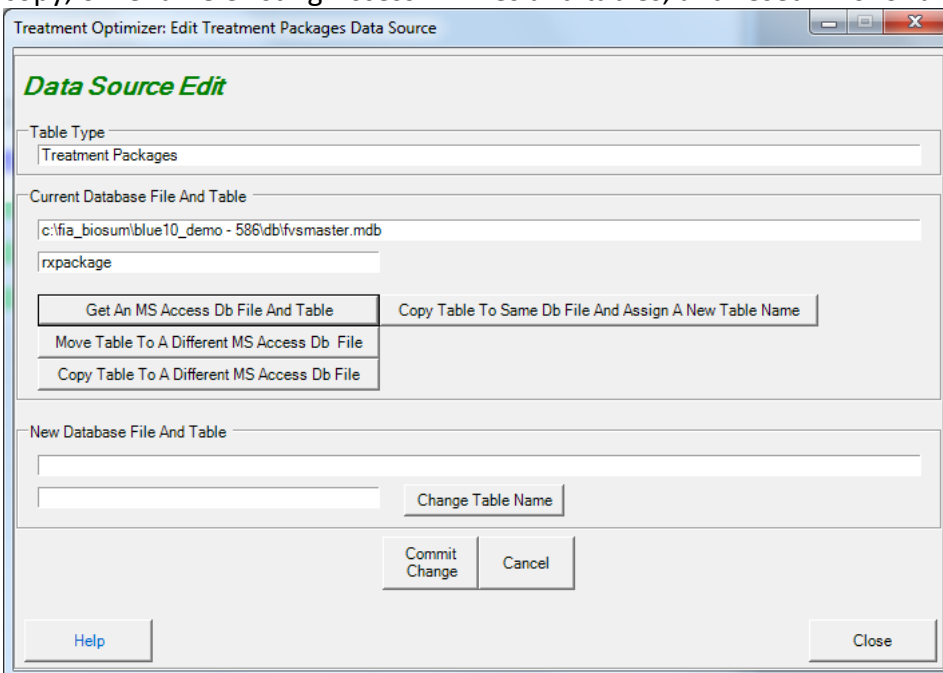 Treatment Optimizer: Edit Treatment Packages Data Source
Data Source Edit
Table Type
Treatment Packages
Current Database File And Table
c:\fia_biosum\blue10_demo - 586\db\fvsmaster.mdb
rxpackage
Get An MS Access Db File And Table
Copy Table To Same Db File And Assign A New Table Name
Move Table To A Different MS Access Db File
Copy Table To A Different MS Access Db File
New Database File And Table
Change Table Name
Commit
Change
Cancel
Help
Close